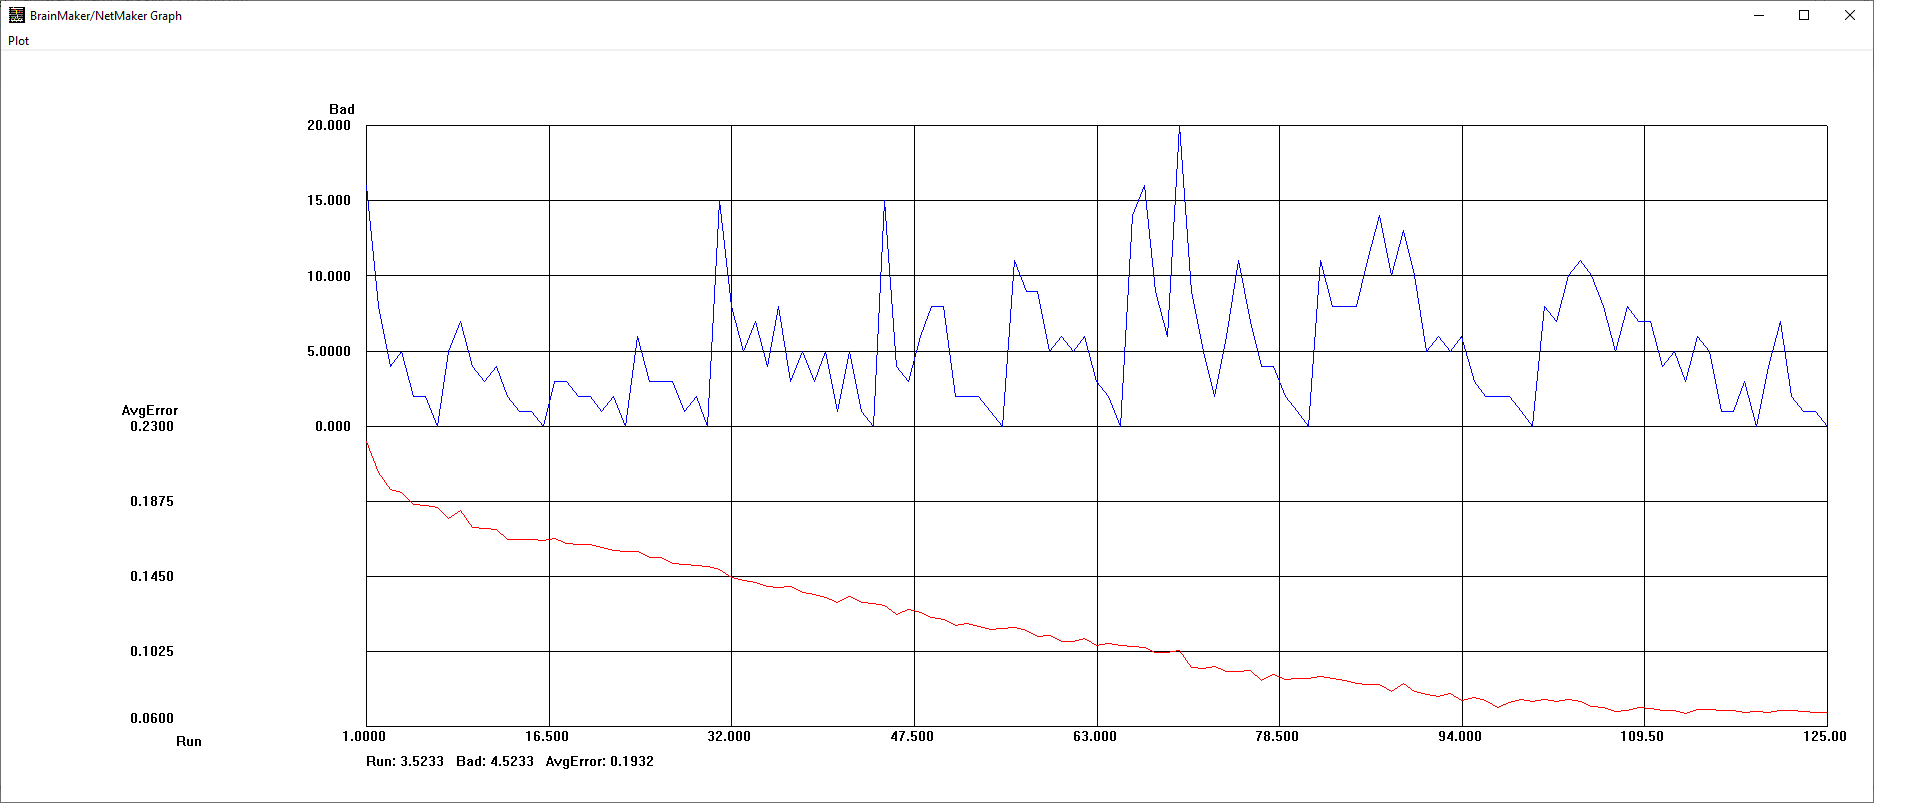 BrainMaker/NetMaker Graph
Plot
Bad
20.000
15.000
10.000
5.0000
AvgError
0.2300 0.000
0.1875
0.1450
0.1025
0.0600
Run 1.0000 16.500 32.000 47.500 63.000 78.500 94.000 109.50 125.00
Run: 3.5233 Bad: 4.5233 AvgError: 0.1932